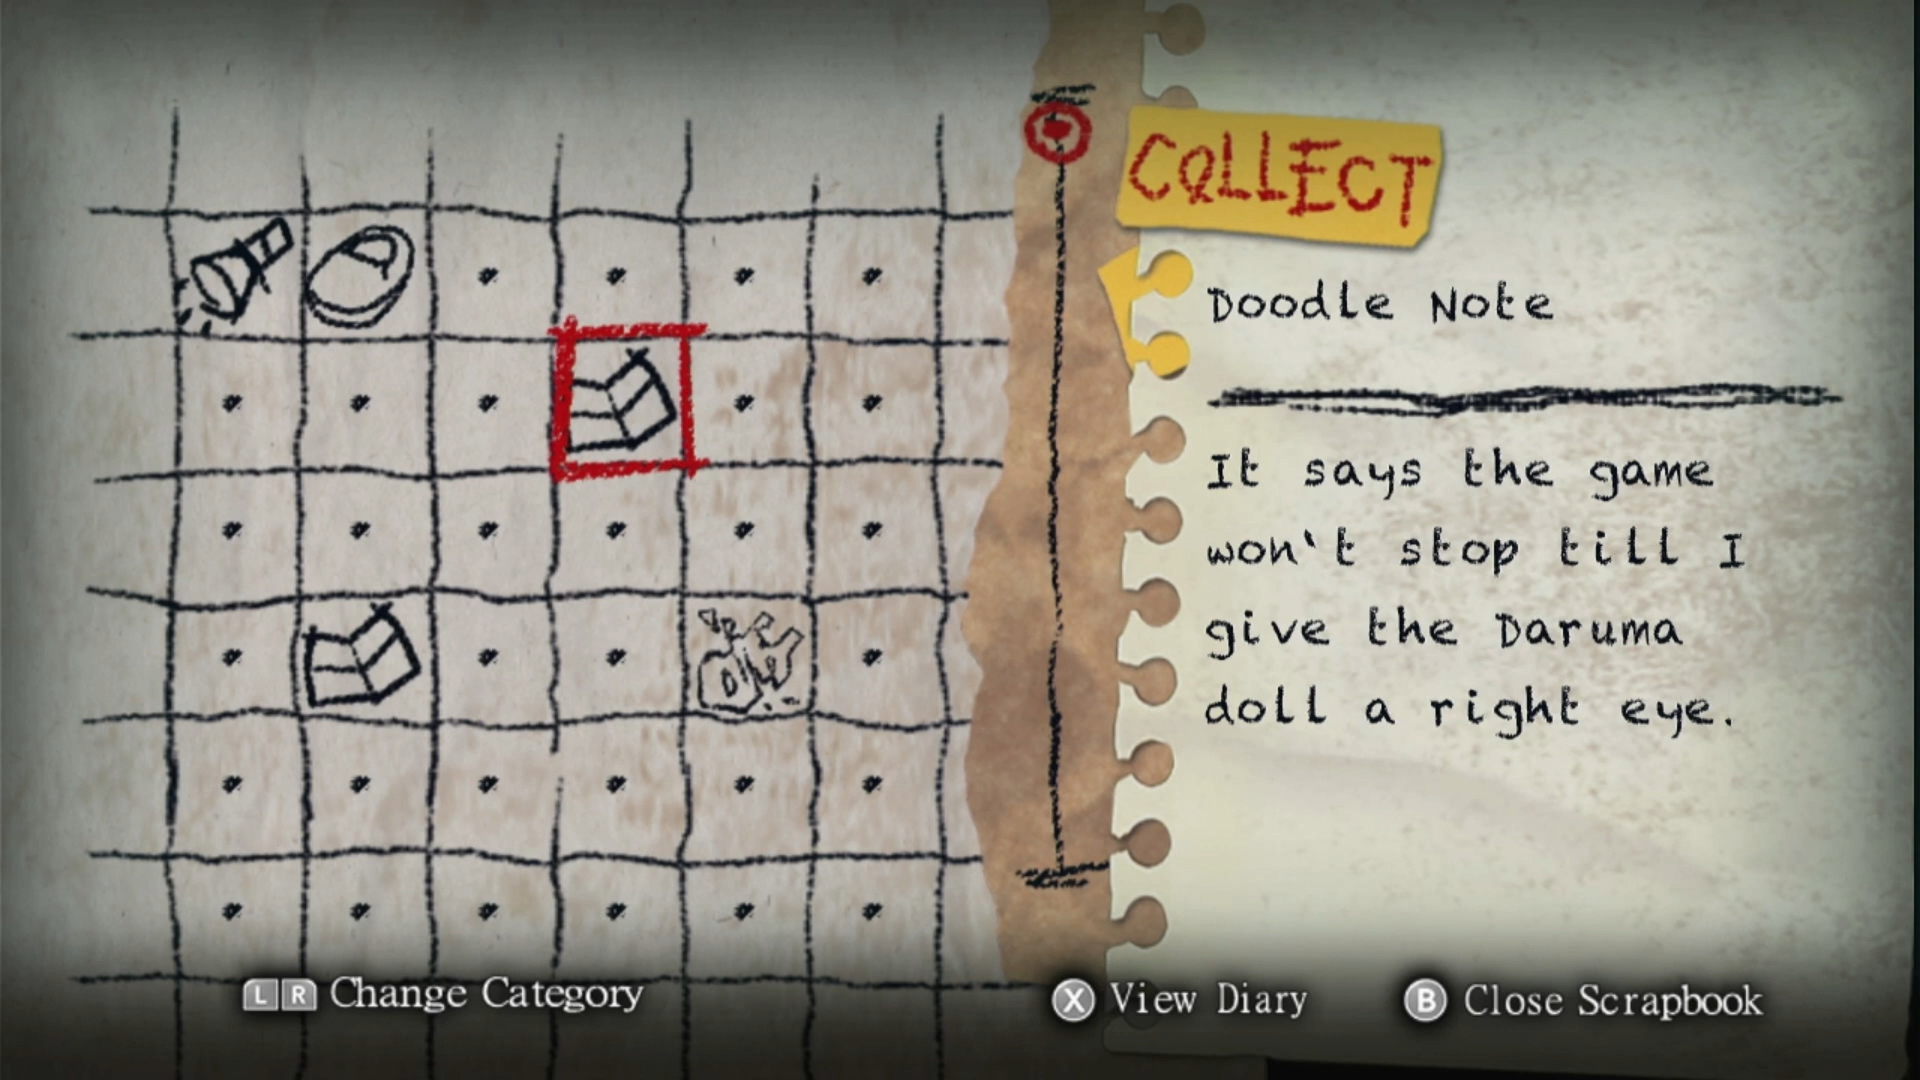 COLLECT
Doodle Note
It says the game
won't stop till I
give the Daruma
doll a right eye.
L R Change Category
X View Diary
B Close Scrapbook